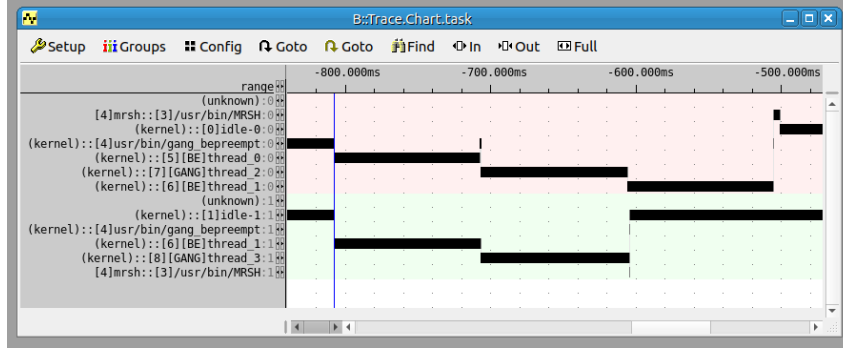 B::Trace.Chart.task
Setup Groups Config Goto Goto Find In Out Full
-800.000ms -700.000ms -600.000ms -500.000ms
range
(unknown):0
[4]mrsh::[3]/usr/bin/MRSH:0
(kernel)::[0]idle-0:0
(kernel)::[4]usr/bin/gang_bepreempt:0
(kernel)::[5][BE]thread_0:0
(kernel)::[7][GANG]thread_2:0
(kernel)::[6][BE]thread_1:0
(unknown):1
(kernel)::[1]idle-1:1
(kernel)::[4]usr/bin/gang_bepreempt:1
(kernel)::[6][BE]thread_1:1
(kernel)::[8][GANG]thread_3:1
[4]mrsh::[3]/usr/bin/MRSH:1